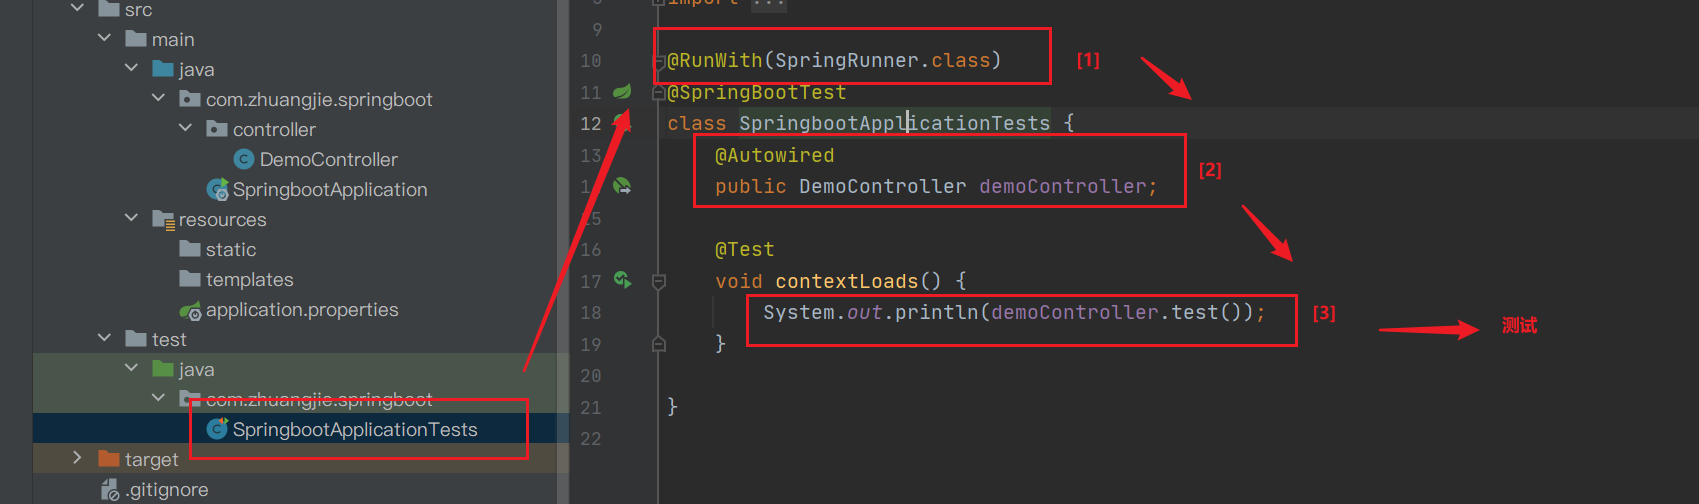 src
main
java
com.zhuangjie.springboot
controller
DemoController
SpringbootApplication
resources
static
templates
application.properties
test
java
com.zhuangjie.springboot
SpringbootApplicationTests
target
.gitignore
import ...
9
10 @RunWith(SpringRunner.class)
[1]
11 @SpringBootTest
12 class SpringbootApplicationTests {
13 @Autowired
[2]
public DemoController demoController;
15
16 @Test
17 void contextLoads() {
18 System.out.println(demoController.test());
[3]
测试
19 }
20
21 }
22